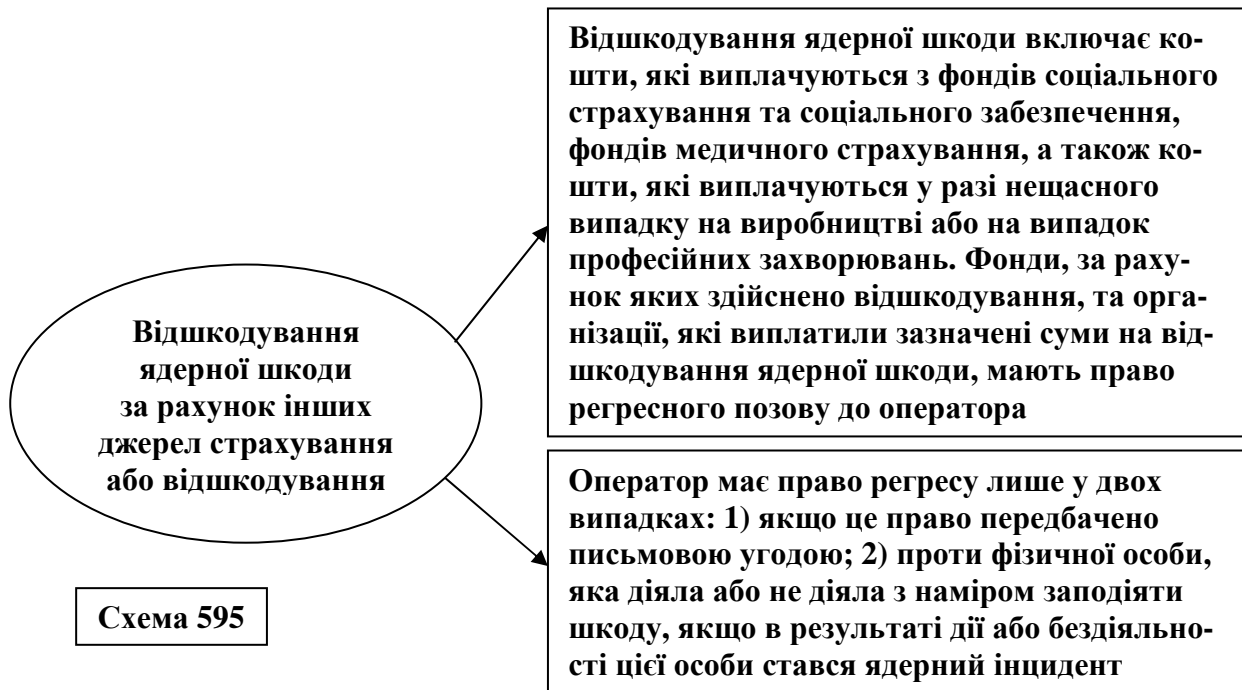 Відшкодування
ядерної шкоди
за рахунок інших
джерел страхування
або відшкодування
Відшкодування ядерної шкоди включає ко-
шти, які виплачуються з фондів соціального
страхування та соціального забезпечення,
фондів медичного страхування, а також ко-
шти, які виплачуються у разі нещасного
випадку на виробництві або на випадок
професійних захворювань. Фонди, за раху-
нок яких здійснено відшкодування, та орга-
нізації, які виплатили зазначені суми на від-
шкодування ядерної шкоди, мають право
регресного позову до оператора
Оператор має право регресу лише у двох
випадках: 1) якщо це право передбачено
письмовою угодою; 2) проти фізичної особи,
яка діяла або не діяла з наміром заподіяти
шкоду, якщо в результаті дії або бездіяльно-
сті цієї особи стався ядерний інцидент
Схема 595